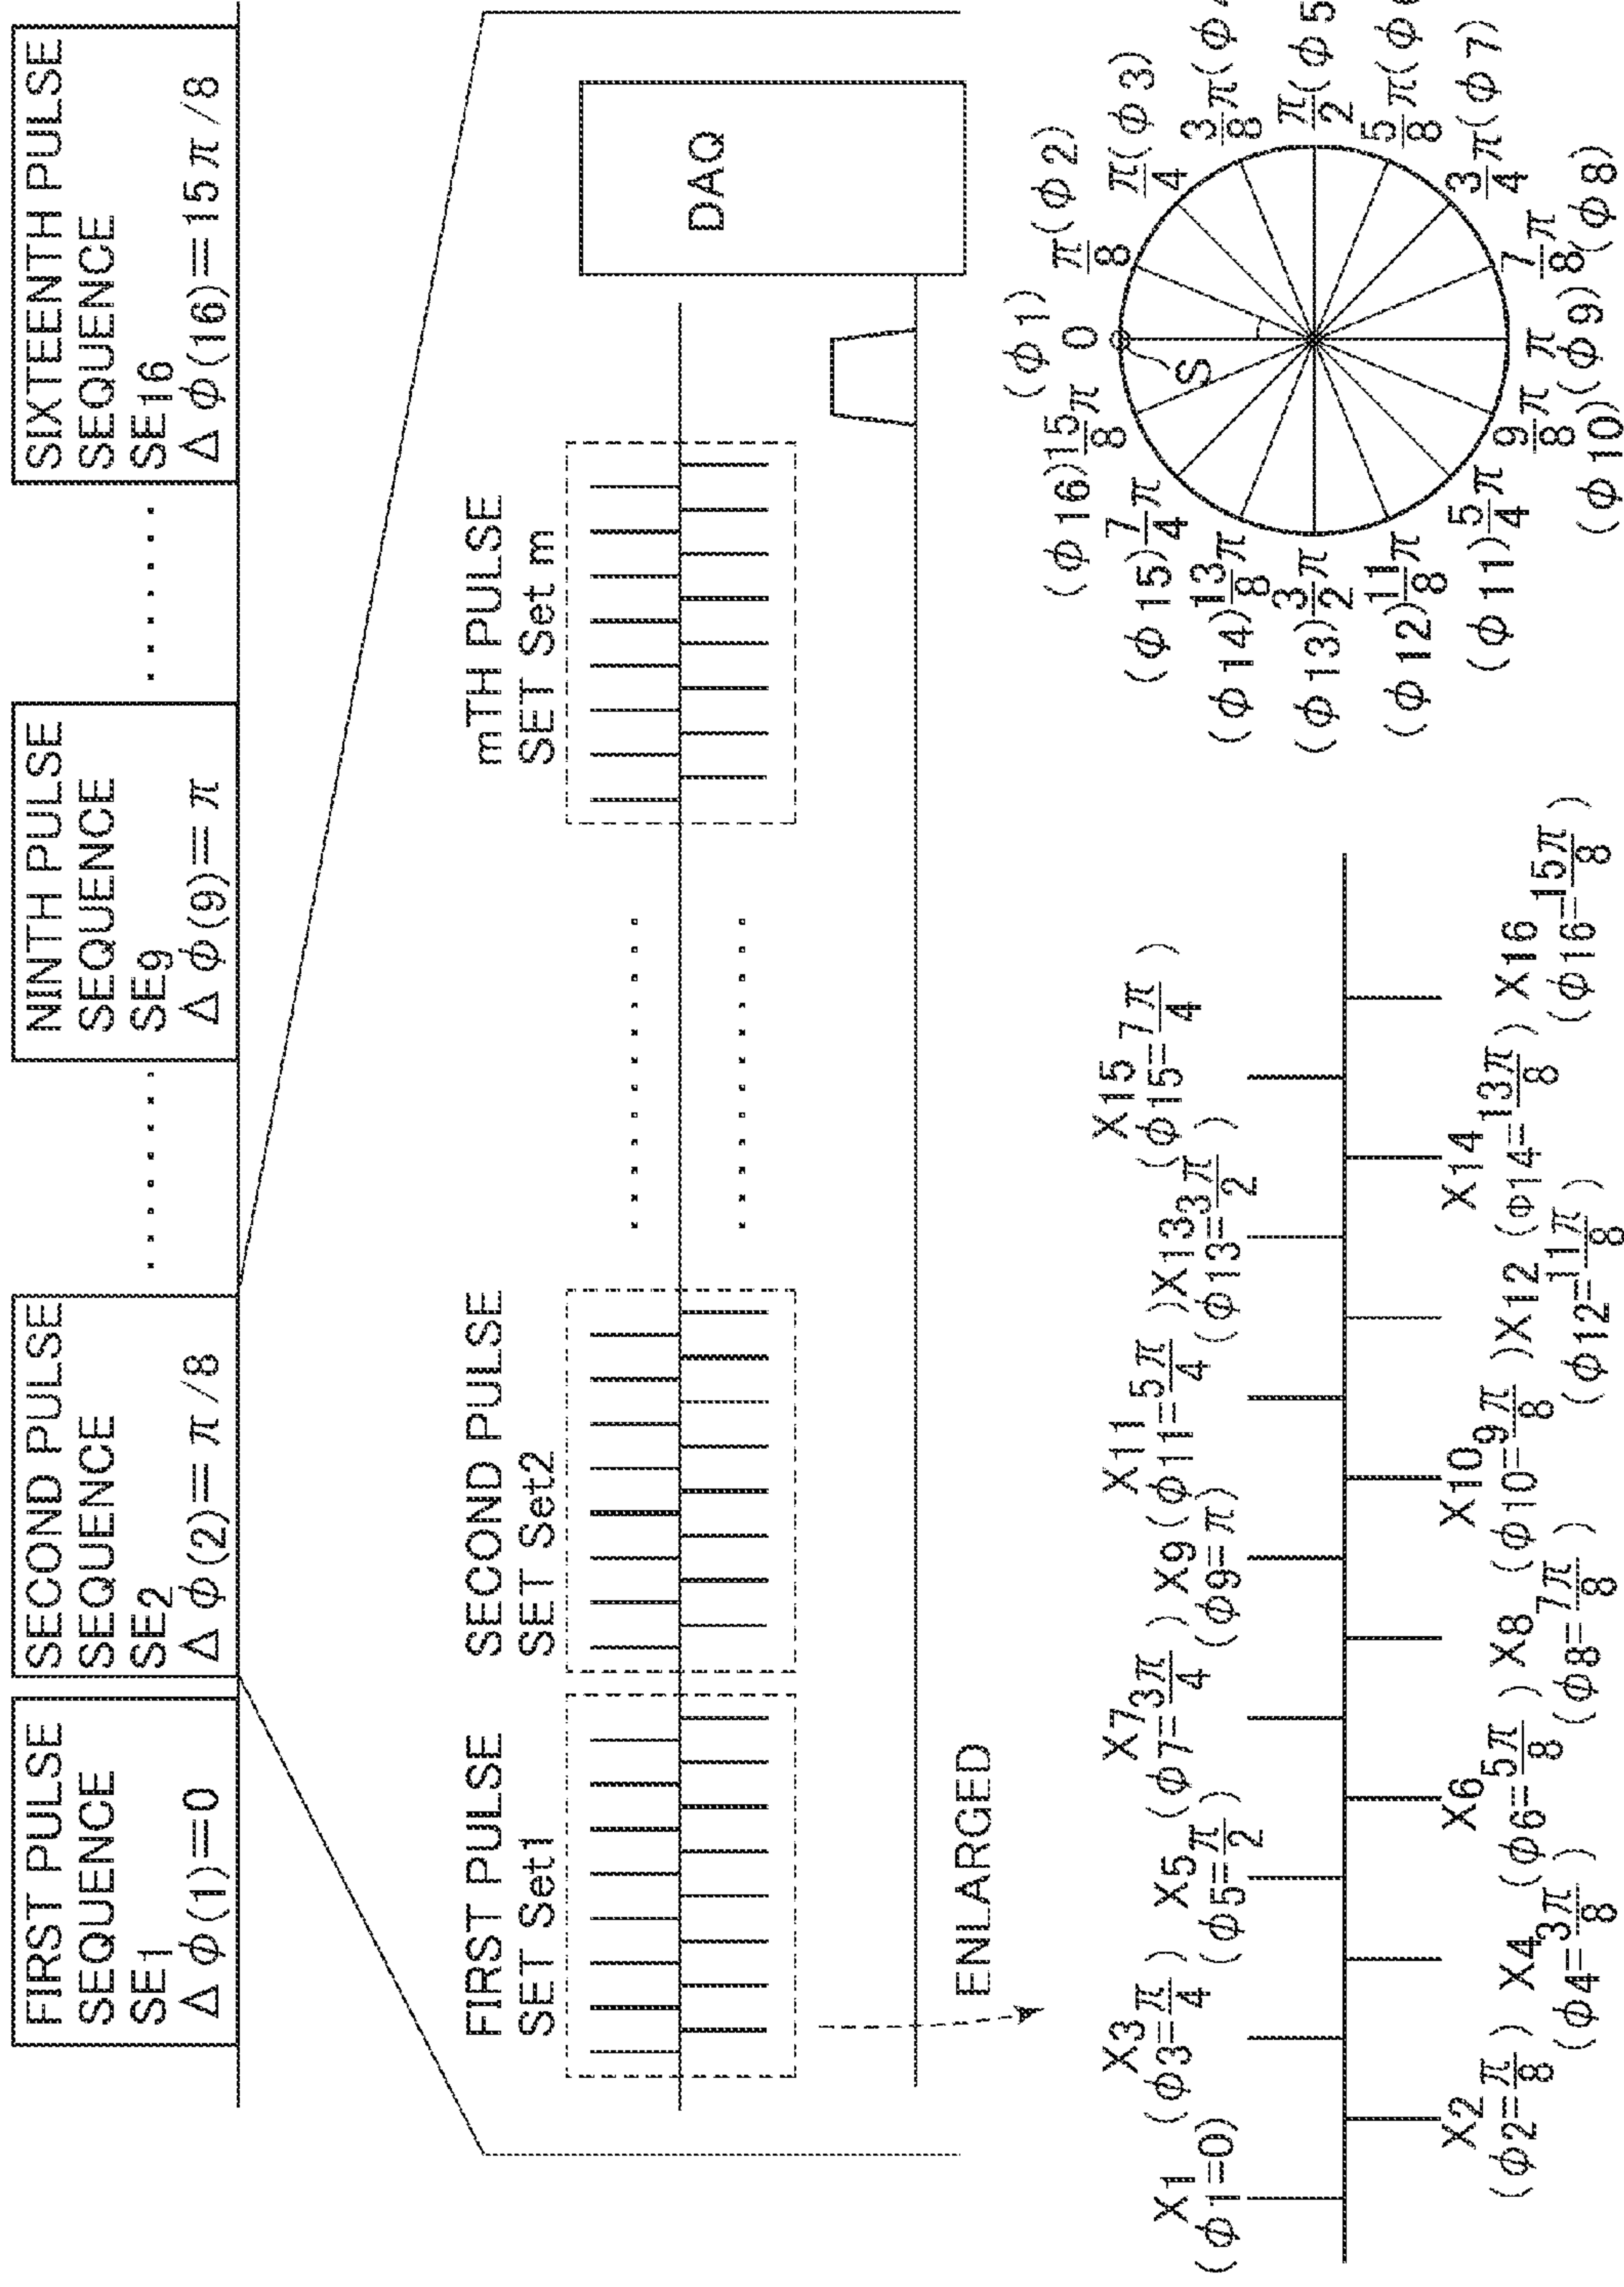 FIRST PULSE
SEQUENCE
SE1
Δφ(1)=0
SECOND PULSE
SEQUENCE
SE2
Δφ(2)=π/8
......
NINTH PULSE
SEQUENCE
SE9
Δφ(9)=π
......
SIXTEENTH PULSE
SEQUENCE
SE16
Δφ(16)=15π/8
FIRST PULSE
SET Set1
SECOND PULSE
SET Set2
mTH PULSE
SET Set m
DAQ
ENLARGED
X1
(φ1=0)
X3
(φ3=π/4)
X5
(φ5=π/2)
X7
(φ7=3π/4)
X9
(φ9=π)
X11
(φ11=5π/4)
X13
(φ13=3π/2)
X15
(φ15=7π/4)
X2
(φ2=π/8)
X4
(φ4=3π/8)
X6
(φ6=5π/8)
X8
(φ8=7π/8)
X10
(φ10=9π/8)
X12
(φ12=11π/8)
X14
(φ14=13π/8)
X16
(φ16=15π/8)
(φ1)
0
S
π/8(φ2)
π/4(φ3)
3/8π(φ4
π/2(φ5
5/8π(φ6
3/4π(φ7)
7/8π(φ8)
π(φ9)
9/8π
(φ10)
(φ11)5/4π
(φ12)11/8π
(φ13)3/2π
(φ14)13/8π
(φ15)7/4π
(φ16)15/8π